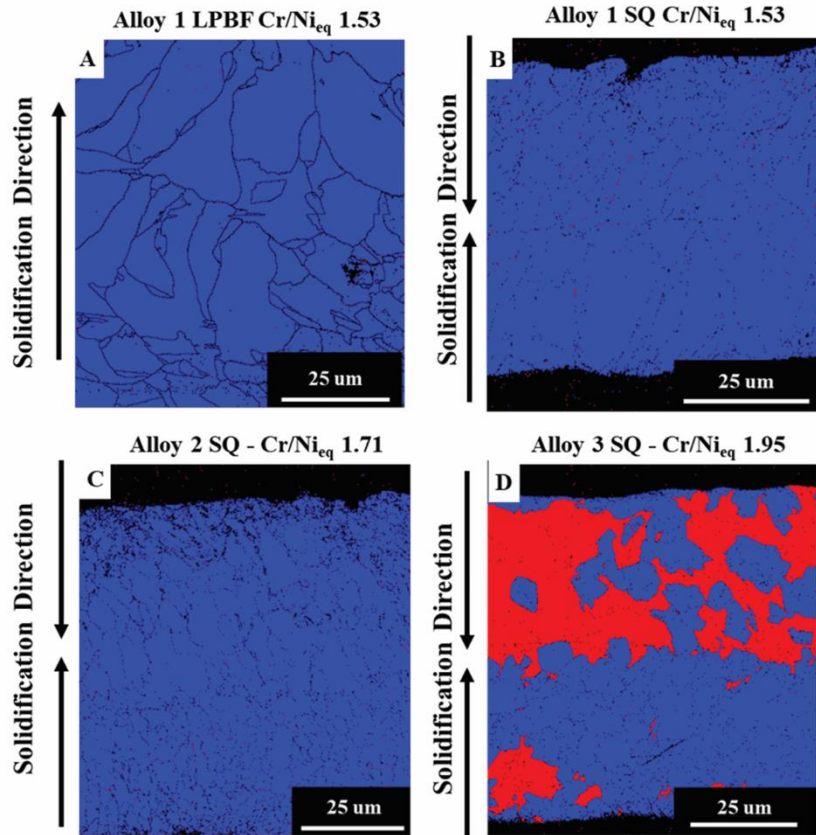 Alloy 1 LPBF Cr/Nieq 1.53
A
Solidification Direction
25 um
Alloy 1 SQ Cr/Nieq 1.53
B
Solidification Direction
25 um
Alloy 2 SQ - Cr/Nieq 1.71
C
Solidification Direction
25 um
Alloy 3 SQ - Cr/Nieq 1.95
D
Solidification Direction
25 um